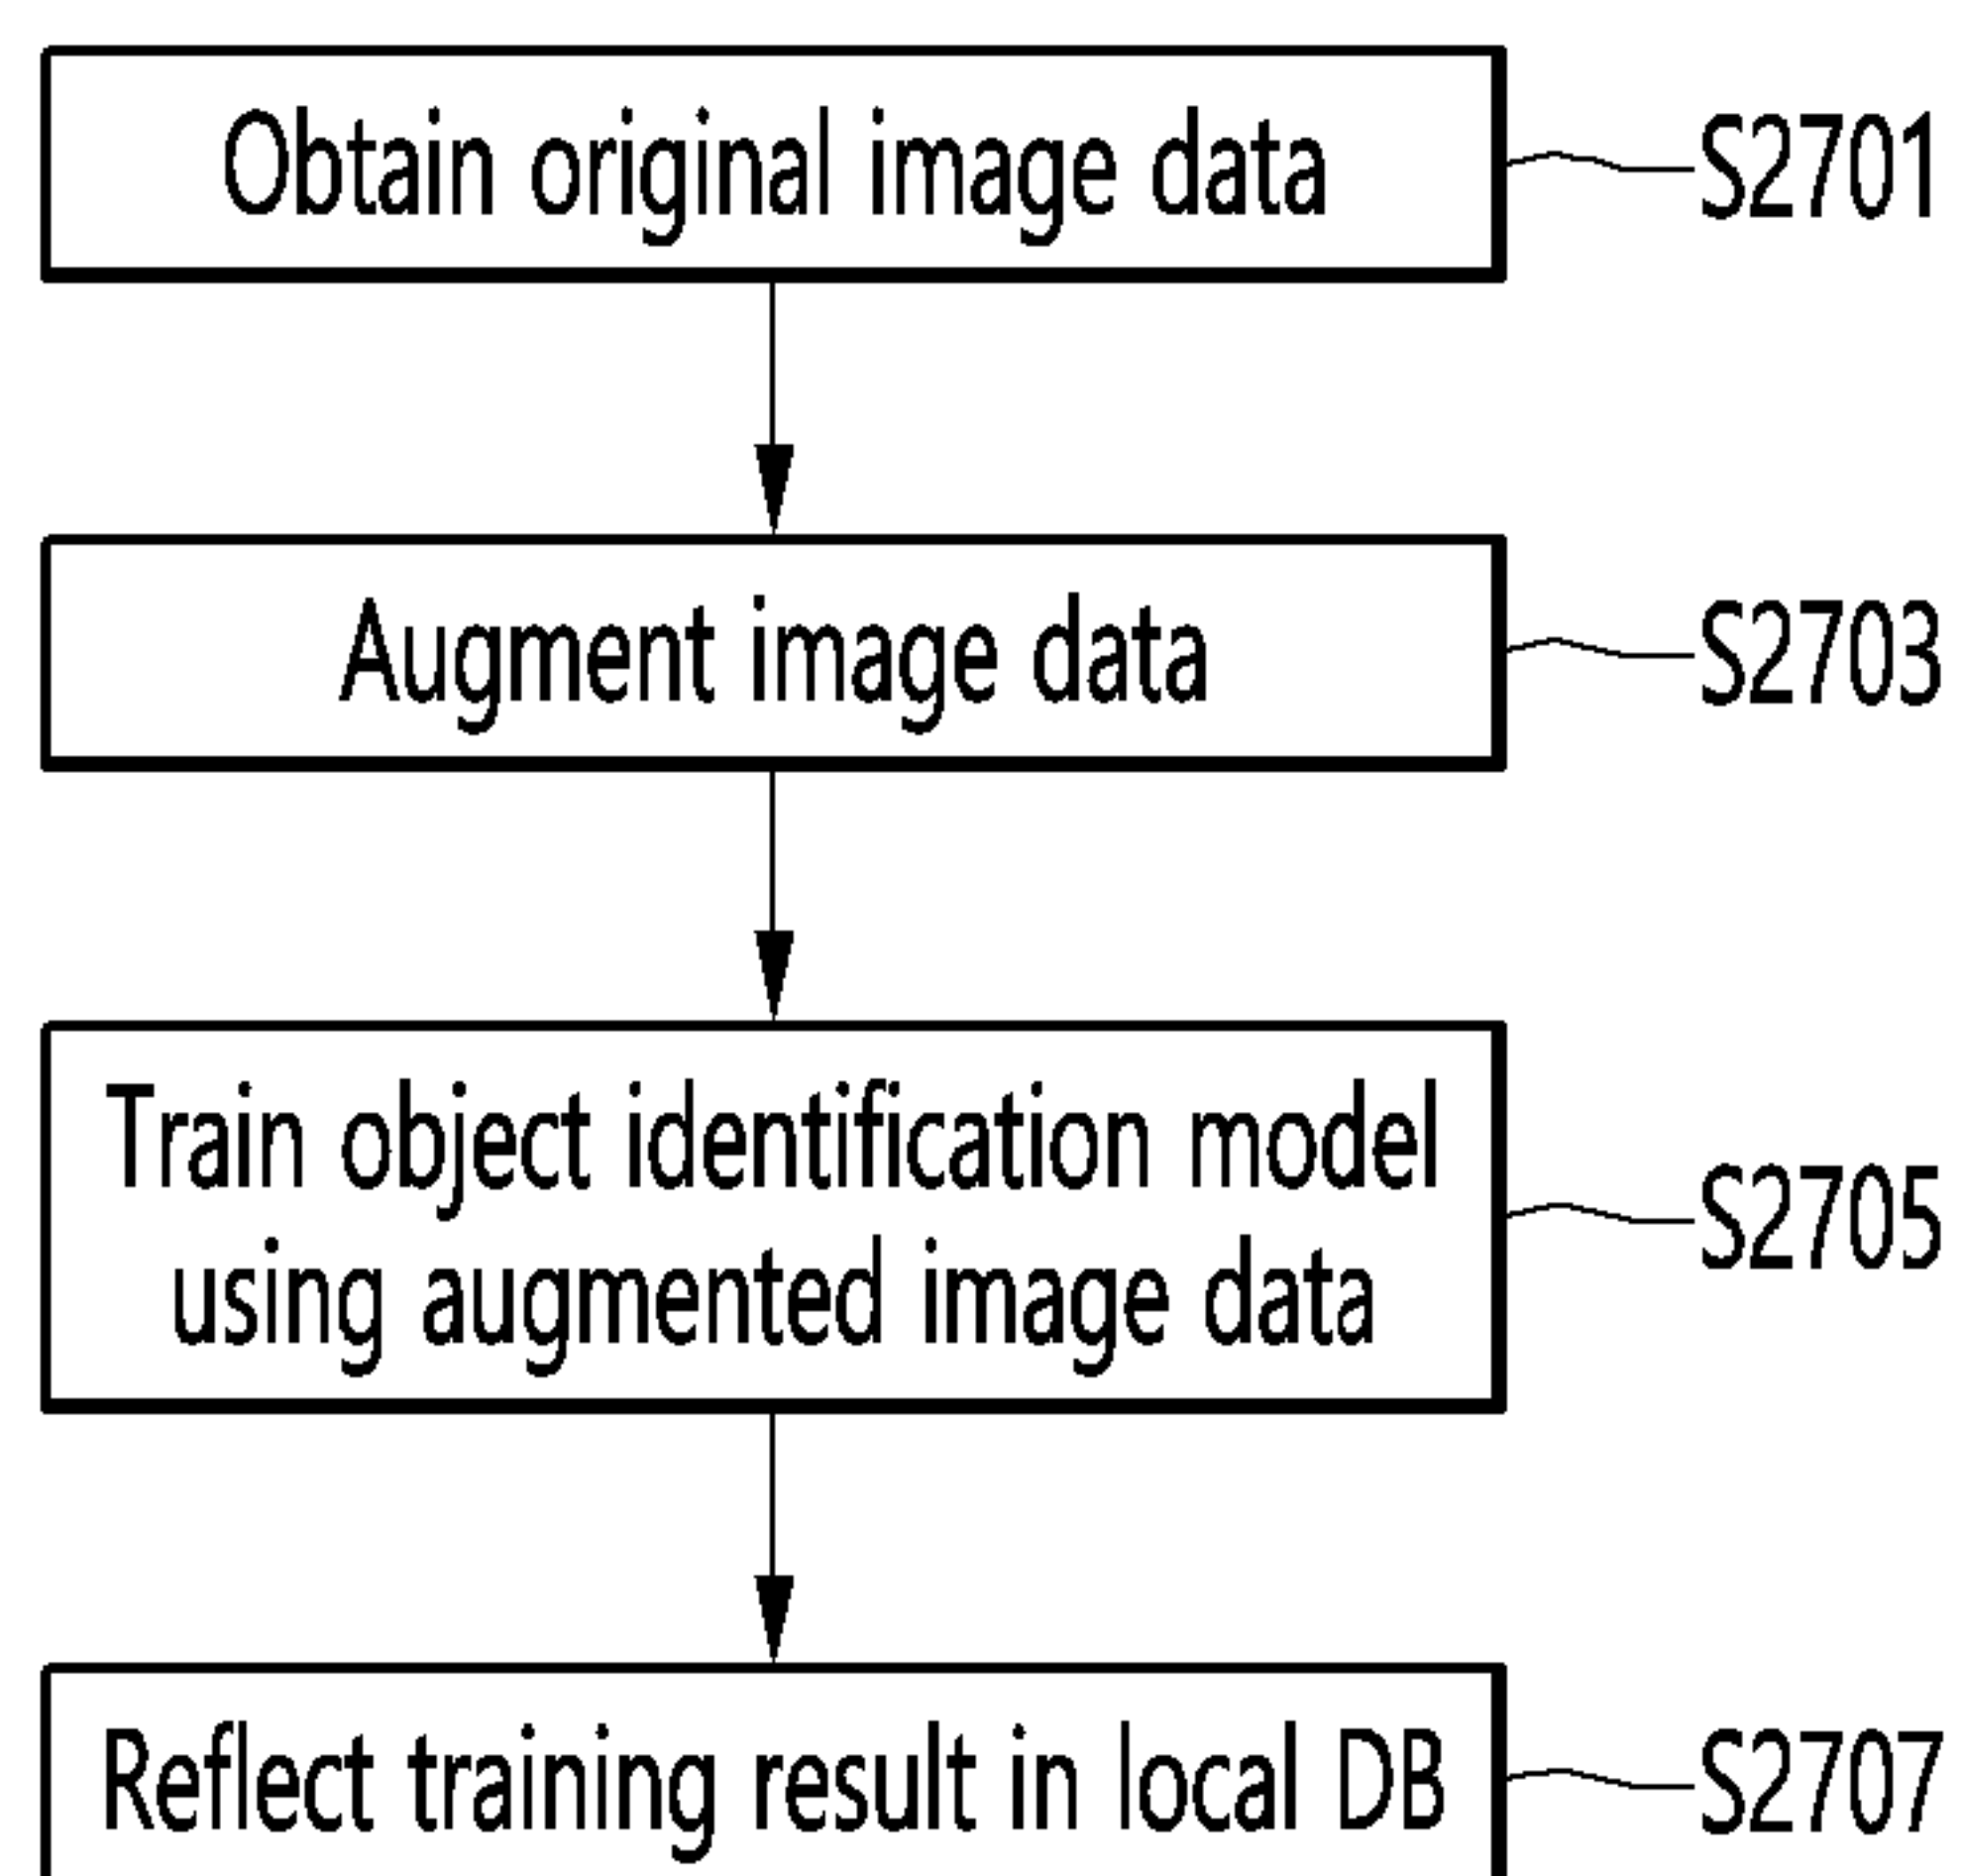 Obtain original image data
S2701
Augment image data
S2703
Train object identification model
using augmented image data
S2705
Reflect training result in local DB
S2707